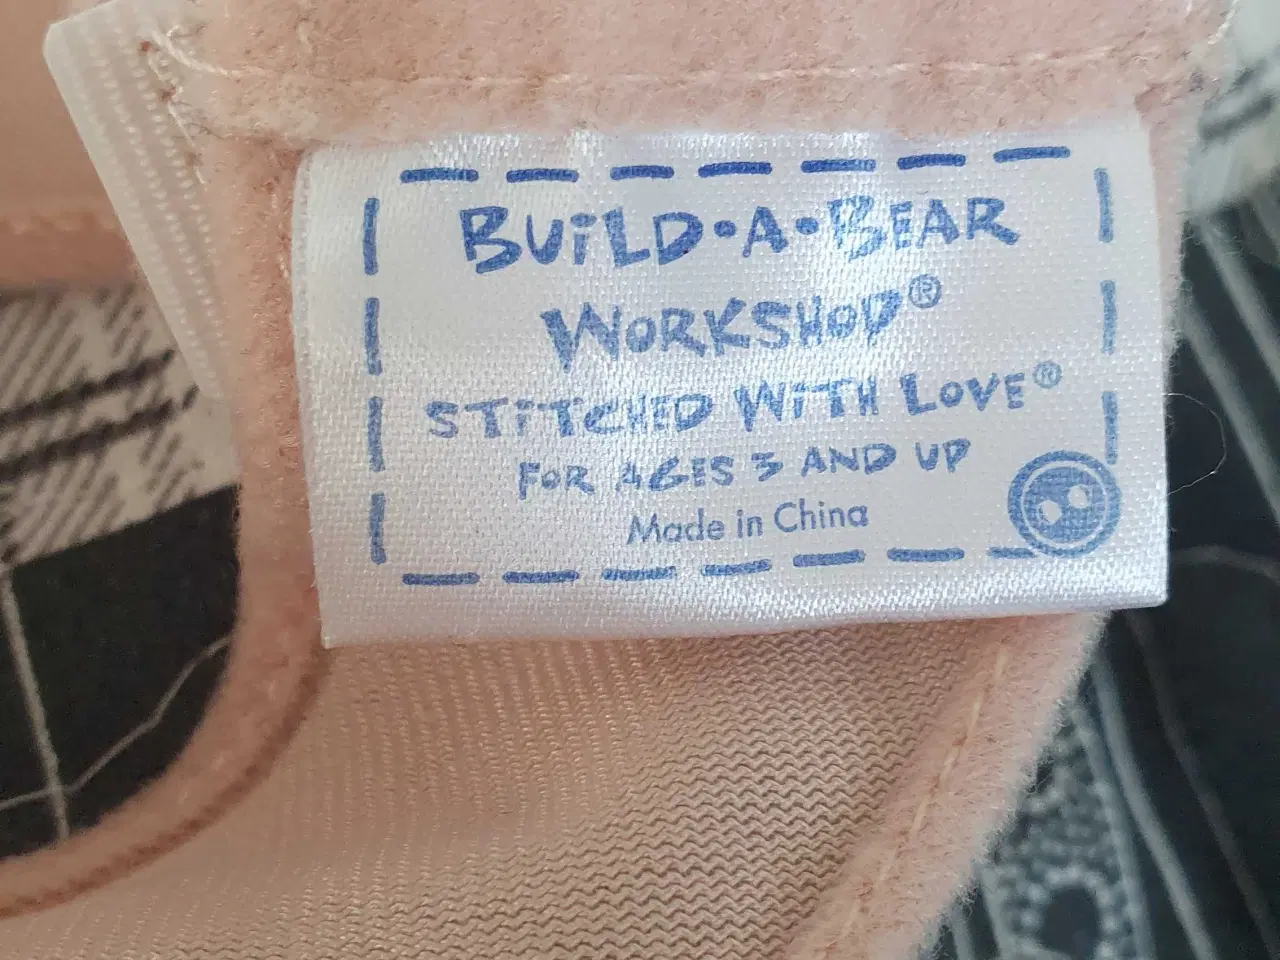 BUiLD•A•BEAR
WORKSHOP®
STiTCHED WiTH LOVE®
FOR AGES 3 AND UP
Made in China